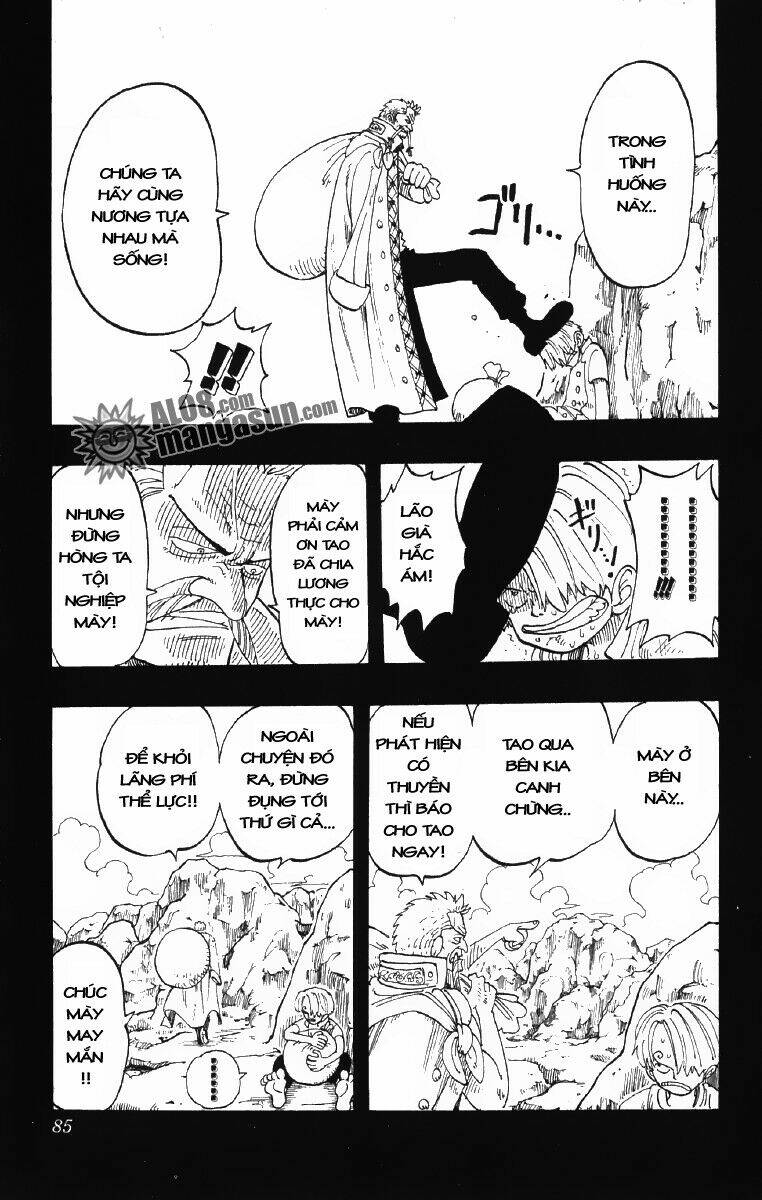 TRONG
TÌNH
HUỐNG
NÀY...
ゴリ...
CHÚNG TA
HÃY CÙNG
NƯƠNG TỰA
NHAU MÀ
SỐNG!
!!
AL08.com
mangasun.com
.........!!!
ギリ...!
LÃO
GIÀ
HẮC
ÁM!
MÀY
PHẢI CẢM
ƠN TAO
ĐÃ CHIA
LƯƠNG
THỰC CHO
MÀY!
NHƯNG
ĐỪNG
HÒNG TA
TỘI
NGHIỆP
MÀY!
MÀY Ở
BÊN
NÀY...
TAO QUA
BÊN KIA
CANH
CHỪNG...
NẾU
PHÁT HIỆN
CÓ
THUYỀN
THÌ BÁO
CHO TAO
NGAY!
NGOÀI
CHUYỆN ĐÓ
RA, ĐỪNG
ĐỤNG TỚI
THỨ GÌ CẢ...
ĐỂ KHỎI
LÃNG PHÍ
THỂ LỰC!!
CHÚC
MÀY
MAY
MẮN
!!
......
85